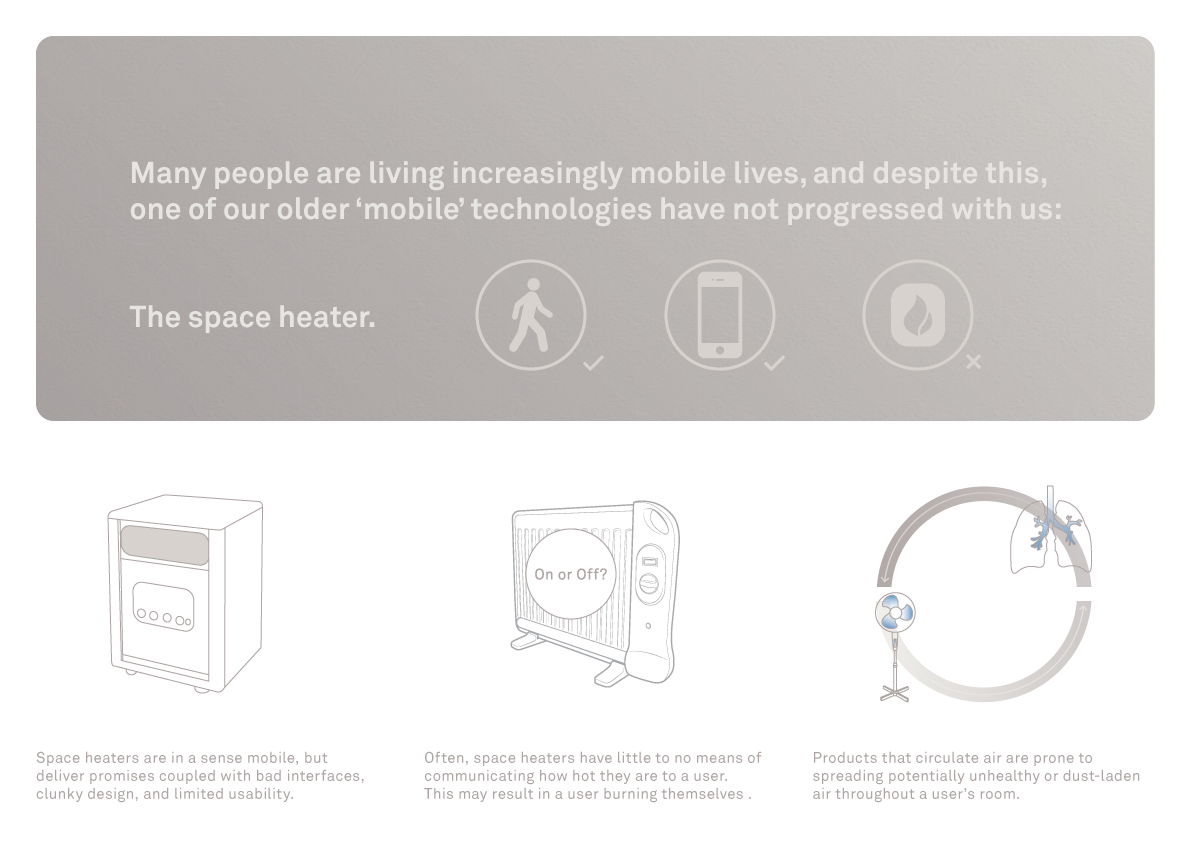 Many people are living increasingly mobile lives, and despite this,
one of our older ‘mobile’ technologies have not progressed with us:
The space heater.
On or Off?
Space heaters are in a sense mobile, but
deliver promises coupled with bad interfaces,
clunky design, and limited usability.
Often, space heaters have little to no means of
communicating how hot they are to a user.
This may result in a user burning themselves .
Products that circulate air are prone to
spreading potentially unhealthy or dust-laden
air throughout a user's room.